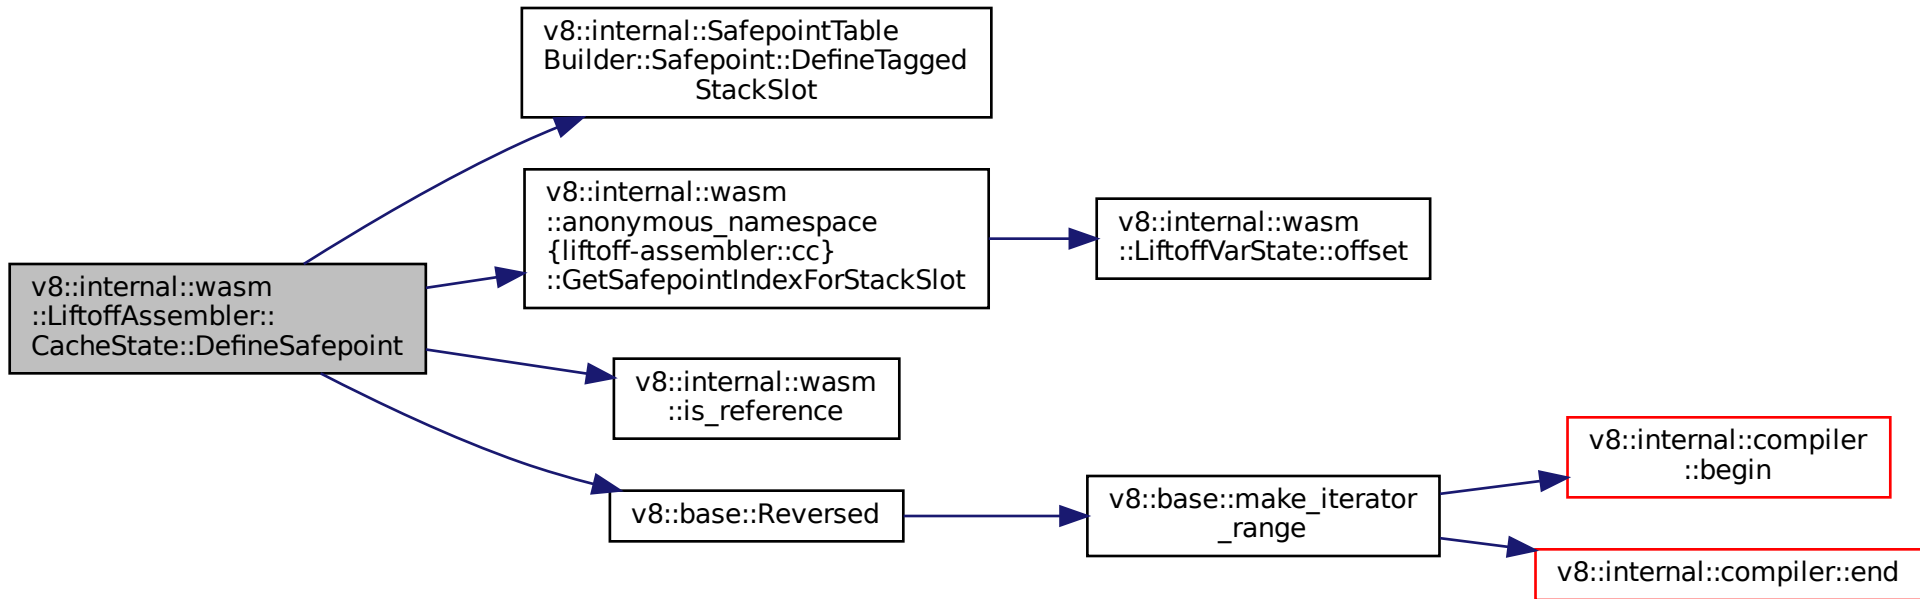 v8::internal::SafepointTable
Builder::Safepoint::DefineTagged
StackSlot
v8::internal::wasm
::anonymous_namespace
{liftoff-assembler::cc}
::GetSafepointIndexForStackSlot
v8::internal::wasm
::LiftoffVarState::offset
v8::internal::wasm
::LiftoffAssembler::
CacheState::DefineSafepoint
v8::internal::wasm
::is_reference
v8::base::Reversed
v8::base::make_iterator
_range
v8::internal::compiler
::begin
v8::internal::compiler::end